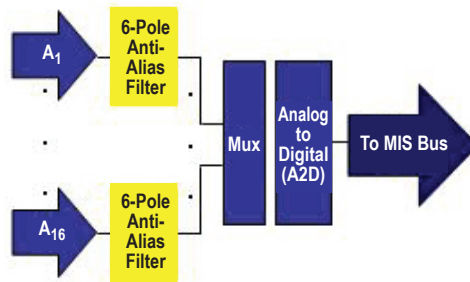 A1
6-Pole
Anti-
Alias
Filter
Mux
Analog
to
Digital
(A2D)
To MIS Bus
A16
6-Pole
Anti-
Alias
Filter